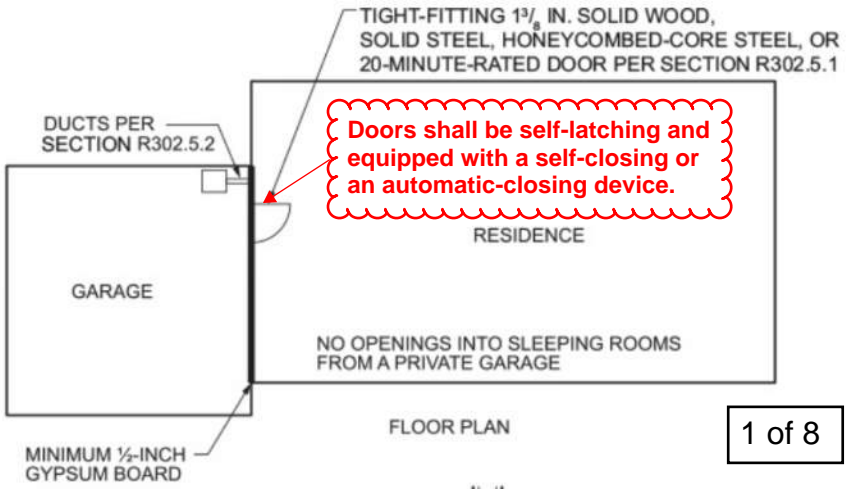 TIGHT-FITTING 1³/₈ IN. SOLID WOOD,
SOLID STEEL, HONEYCOMBED-CORE STEEL, OR
20-MINUTE-RATED DOOR PER SECTION R302.5.1
DUCTS PER
SECTION R302.5.2
Doors shall be self-latching and
equipped with a self-closing or
an automatic-closing device.
RESIDENCE
GARAGE
NO OPENINGS INTO SLEEPING ROOMS
FROM A PRIVATE GARAGE
FLOOR PLAN
1 of 8
MINIMUM ½-INCH
GYPSUM BOARD